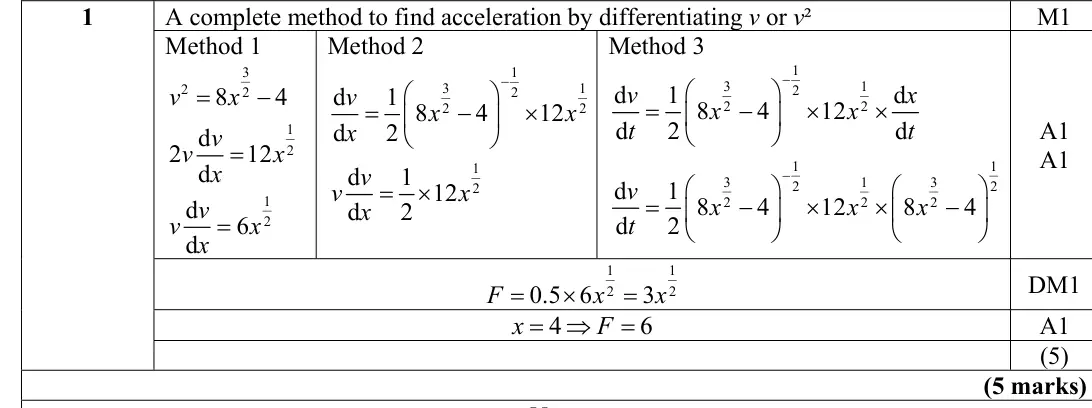 1 A complete method to find acceleration by differentiating v or v² M1
Method 1 Method 2 Method 3
v² = 8x^(3/2) − 4
2v dv/dx = 12x^(1/2)
v dv/dx = 6x^(1/2)
dv/dx = 1/2 (8x^(3/2) − 4)^(−1/2) × 12x^(1/2)
v dv/dx = 1/2 × 12x^(1/2)
dv/dt = 1/2 (8x^(3/2) − 4)^(−1/2) × 12x^(1/2) × dx/dt
dv/dt = 1/2 (8x^(3/2) − 4)^(−1/2) × 12x^(1/2) × (8x^(3/2) − 4)^(1/2)
A1
A1
F = 0.5 × 6x^(1/2) = 3x^(1/2) DM1
x = 4 ⇒ F = 6 A1
(5)
(5 marks)